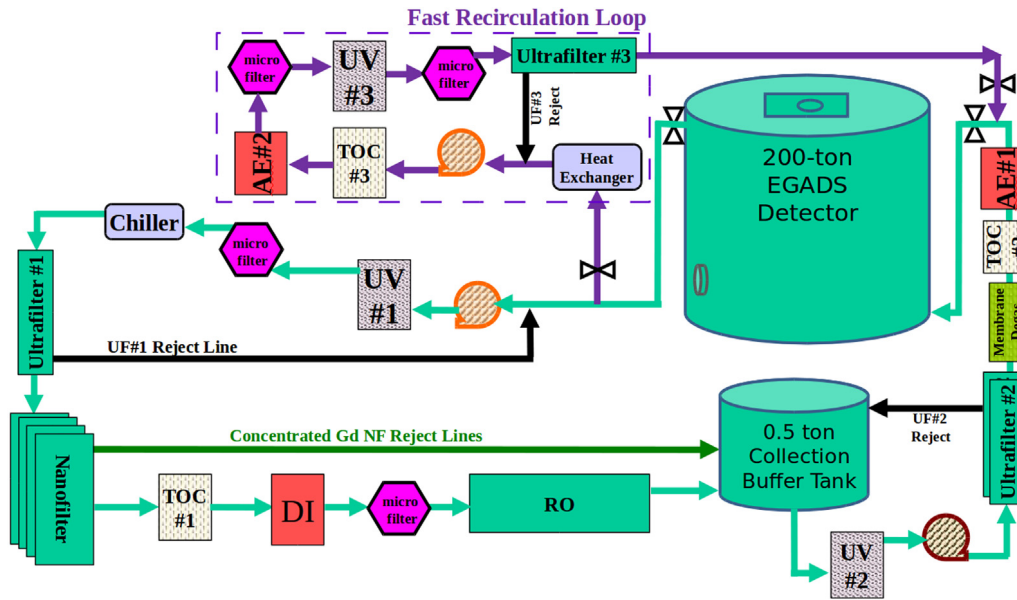 Fast Recirculation Loop
micro
filter
UV
#3
micro
filter
Ultrafilter #3
UF#3
Reject
AE#2
TOC
#3
Heat
Exchanger
200-ton
EGADS
Detector
AE#1
TOC
Membrane
Chiller
micro
filter
UV
#1
Ultrafilter #1
UF#1 Reject Line
Ultrafilter #2
UF#2
Reject
0.5 ton
Collection
Buffer Tank
Concentrated Gd NF Reject Lines
Nanofilter
TOC
#1
DI
micro
filter
RO
UV
#2